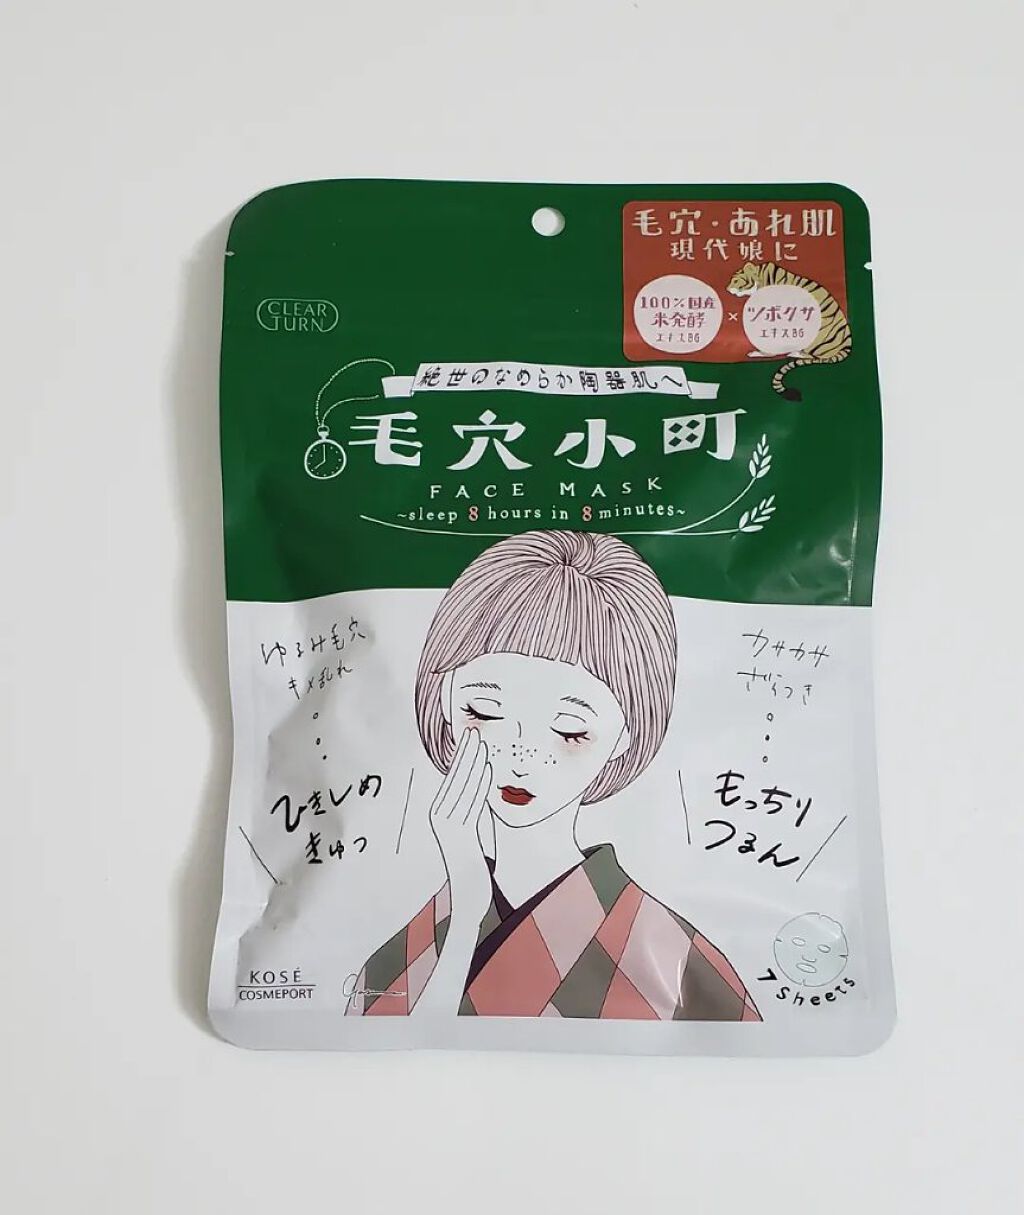 毛穴・あれ肌
現代娘に
100%国産
米発酵
エキスBG
×
ツボクサ
エキスBG
CLEAR
TURN
絶世のなめらか陶器肌へ
毛穴小町
FACE MASK
~sleep 8 hours in 8 minutes~
ゆるみ毛穴
キメ乱れ
ひきしめ
きゅっ
カサカサ
ざらつき
もっちり
つるん
KOSÉ
COSMEPORT
7 Sheets